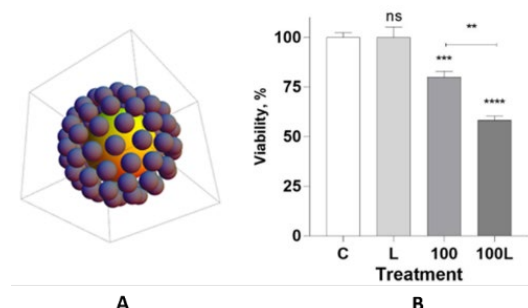 ns
**
***
****
100
75
50
25
0
Viability, %
C L 100 100L
Treatment
A B